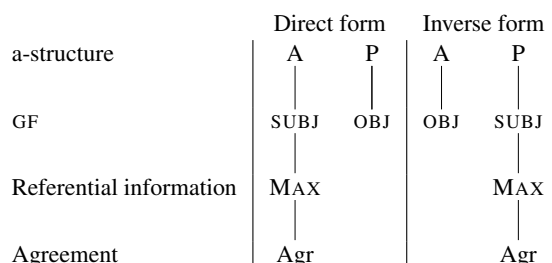 Direct form Inverse form
a-structure A P A P
GF SUBJ OBJ OBJ SUBJ
Referential information MAX MAX
Agreement Agr Agr